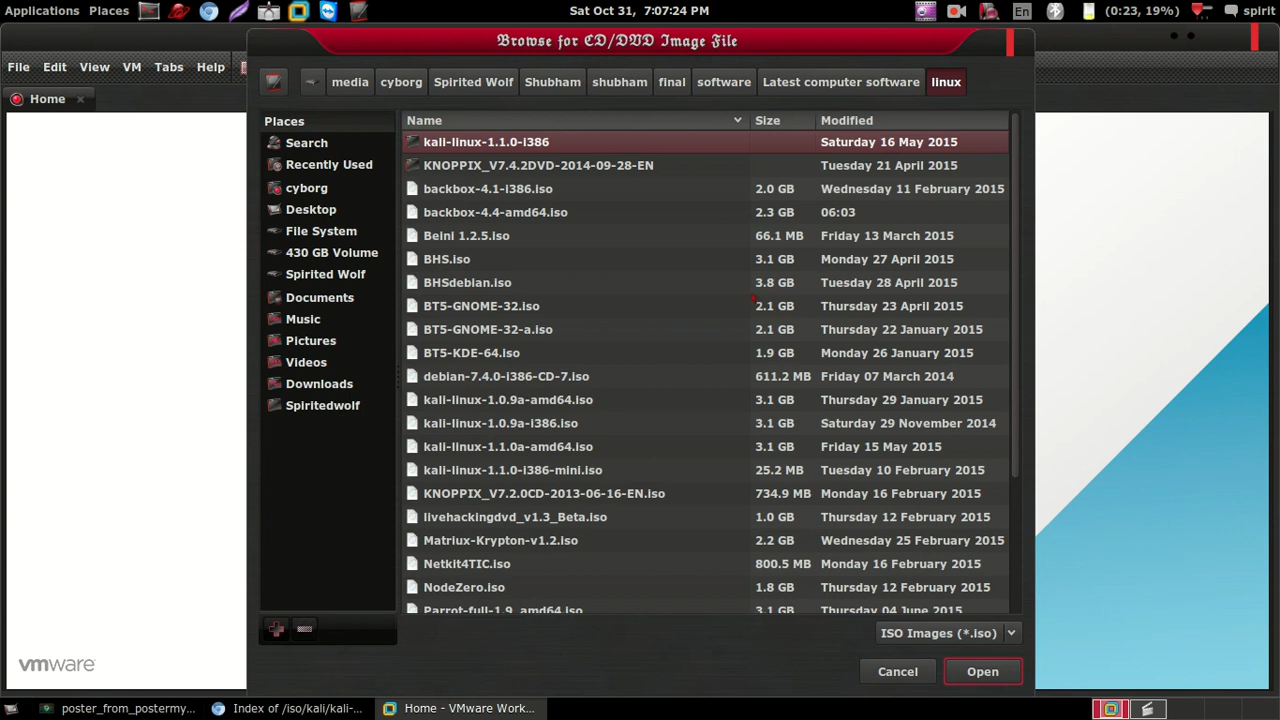 Applications Places Sat Oct 31, 7:07:24 PM En (0:23, 19%) spirit
Browse for CD/DVD Image File
File Edit View VM Tabs Help
media cyborg Spirited Wolf Shubham shubham final software Latest computer software linux
Home ×
Places Name Size Modified
Search kali-linux-1.1.0-i386 Saturday 16 May 2015
Recently Used KNOPPIX_V7.4.2DVD-2014-09-28-EN Tuesday 21 April 2015
cyborg backbox-4.1-i386.iso 2.0 GB Wednesday 11 February 2015
Desktop backbox-4.4-amd64.iso 2.3 GB 06:03
File System Beini 1.2.5.iso 66.1 MB Friday 13 March 2015
430 GB Volume BHS.iso 3.1 GB Monday 27 April 2015
Spirited Wolf BHSdebian.iso 3.8 GB Tuesday 28 April 2015
Documents BT5-GNOME-32.iso 2.1 GB Thursday 23 April 2015
Music BT5-GNOME-32-a.iso 2.1 GB Thursday 22 January 2015
Pictures BT5-KDE-64.iso 1.9 GB Monday 26 January 2015
Videos debian-7.4.0-i386-CD-7.iso 611.2 MB Friday 07 March 2014
Downloads kali-linux-1.0.9a-amd64.iso 3.1 GB Thursday 29 January 2015
Spiritedwolf kali-linux-1.0.9a-i386.iso 3.1 GB Saturday 29 November 2014
kali-linux-1.1.0a-amd64.iso 3.1 GB Friday 15 May 2015
kali-linux-1.1.0-i386-mini.iso 25.2 MB Tuesday 10 February 2015
KNOPPIX_V7.2.0CD-2013-06-16-EN.iso 734.9 MB Monday 16 February 2015
livehackingdvd_v1.3_Beta.iso 1.0 GB Thursday 12 February 2015
Matriux-Krypton-v1.2.iso 2.2 GB Wednesday 25 February 2015
Netkit4TIC.iso 800.5 MB Monday 16 February 2015
NodeZero.iso 1.8 GB Thursday 12 February 2015
Parrot-full-1.9_amd64.iso 3.1 GB Thursday 04 June 2015
ISO Images (*.iso)
vmware Cancel Open
poster_from_postermy... Index of /iso/kali/kali-... Home - VMware Work...